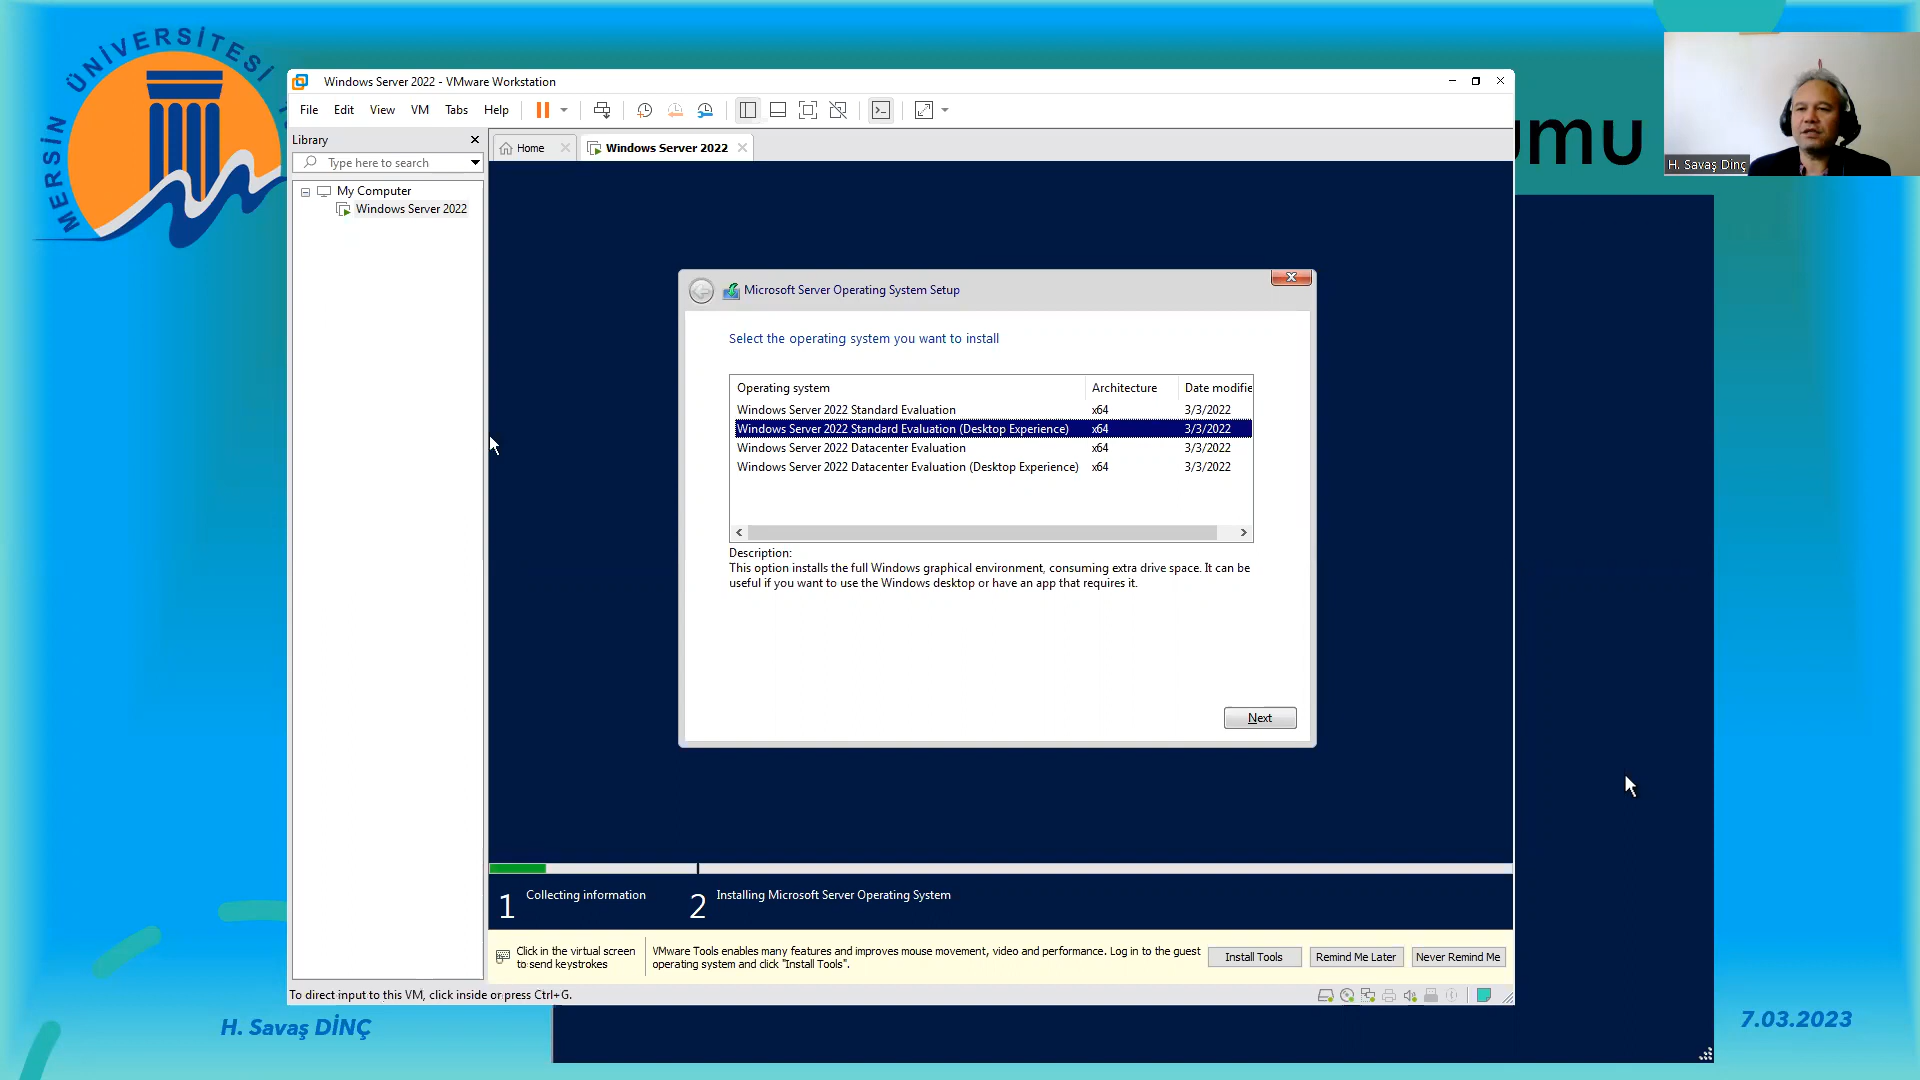 MERSİN ÜNİVERSİTESİ
umu
H. Savaş Dinç
Windows Server 2022 - VMware Workstation
File Edit View VM Tabs Help
Library
Type here to search
My Computer
Windows Server 2022
Home
Windows Server 2022
Microsoft Server Operating System Setup
Select the operating system you want to install
Operating system Architecture Date modifie
Windows Server 2022 Standard Evaluation x64 3/3/2022
Windows Server 2022 Standard Evaluation (Desktop Experience) x64 3/3/2022
Windows Server 2022 Datacenter Evaluation x64 3/3/2022
Windows Server 2022 Datacenter Evaluation (Desktop Experience) x64 3/3/2022
Description:
This option installs the full Windows graphical environment, consuming extra drive space. It can be
useful if you want to use the Windows desktop or have an app that requires it.
Next
1 Collecting information
2 Installing Microsoft Server Operating System
Click in the virtual screen
to send keystrokes
VMware Tools enables many features and improves mouse movement, video and performance. Log in to the guest
operating system and click "Install Tools".
Install Tools
Remind Me Later
Never Remind Me
To direct input to this VM, click inside or press Ctrl+G.
H. Savaş DİNÇ
7.03.2023